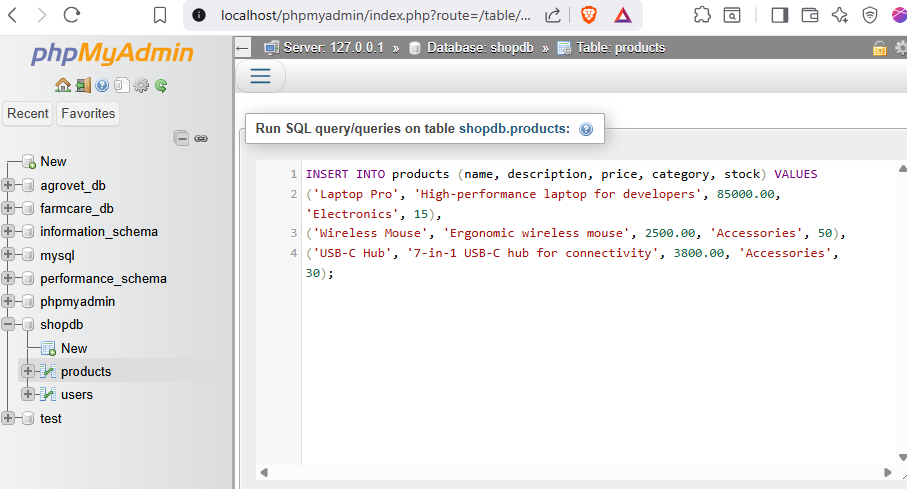 localhost/phpmyadmin/index.php?route=/table/...
phpMyAdmin
Recent
Favorites
New
agrovet_db
farmcare_db
information_schema
mysql
performance_schema
phpmyadmin
shopdb
New
products
users
test
Server: 127.0.0.1 » Database: shopdb » Table: products
Run SQL query/queries on table shopdb.products:
1 INSERT INTO products (name, description, price, category, stock) VALUES
2 ('Laptop Pro', 'High-performance laptop for developers', 85000.00,
'Electronics', 15),
3 ('Wireless Mouse', 'Ergonomic wireless mouse', 2500.00, 'Accessories', 50),
4 ('USB-C Hub', '7-in-1 USB-C hub for connectivity', 3800.00, 'Accessories',
30);